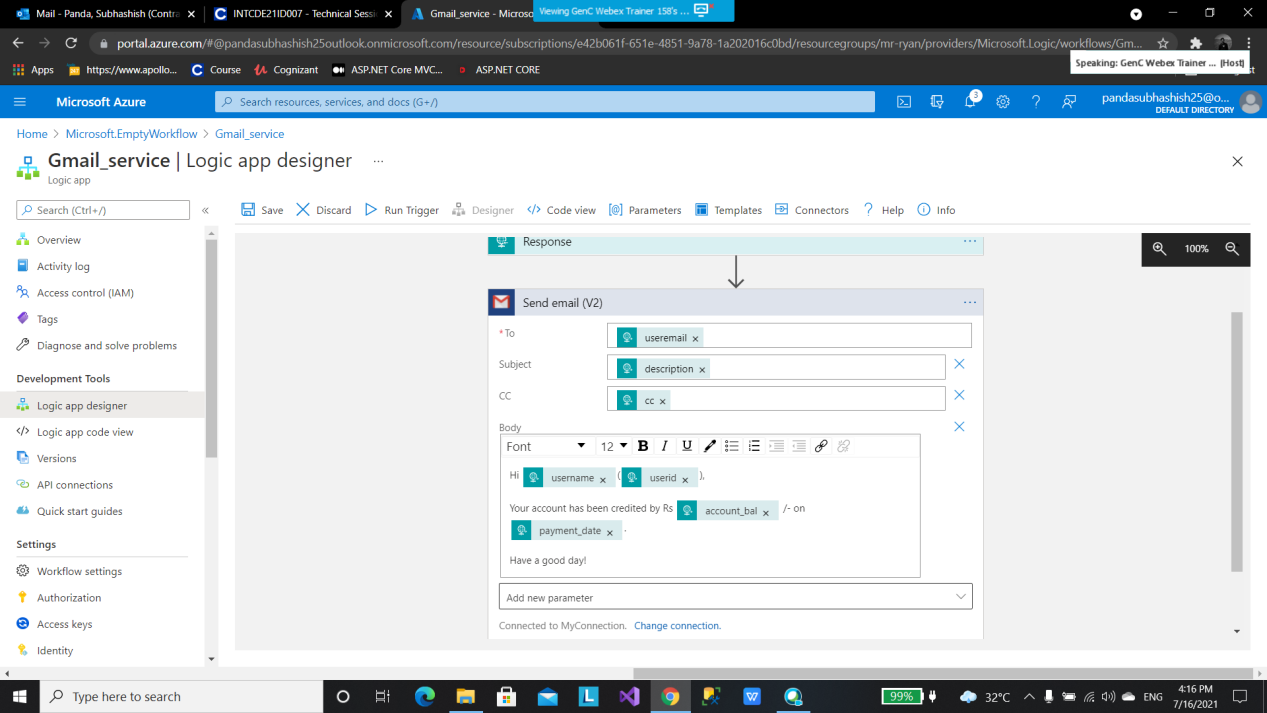 Mail - Panda, Subhashish (Contra
INTCDE21ID007 - Technical Sessi
Gmail_service - Microso
Viewing GenC Webex Trainer 158's ...
portal.azure.com/#@pandasubhashish25outlook.onmicrosoft.com/resource/subscriptions/e42b061f-651e-4851-9a78-1a202016c0bd/resourcegroups/mr-ryan/providers/Microsoft.Logic/workflows/Gm...
Speaking: GenC Webex Trainer ... (Host)
Apps
https://www.apollo...
Course
Cognizant
ASP.NET Core MVC...
ASP.NET CORE
Microsoft Azure
Search resources, services, and docs (G+/)
3
pandasubhashish25@o...
DEFAULT DIRECTORY
Home > Microsoft.EmptyWorkflow > Gmail_service
Gmail_service | Logic app designer ...
Logic app
Search (Ctrl+/)
«
Save
Discard
Run Trigger
Designer
Code view
Parameters
Templates
Connectors
Help
Info
Overview
Activity log
Access control (IAM)
Tags
Diagnose and solve problems
Development Tools
Logic app designer
Logic app code view
Versions
API connections
Quick start guides
Settings
Workflow settings
Authorization
Access keys
Identity
Response
100%
Send email (V2)
* To
useremail ×
Subject
description ×
CC
cc ×
Body
Font
12
B I U
Hi username × ( userid × ),
Your account has been credited by Rs account_bal × /- on
payment_date × .
Have a good day!
Add new parameter
Connected to MyConnection. Change connection.
Type here to search
99%
32°C
ENG
4:16 PM
7/16/2021